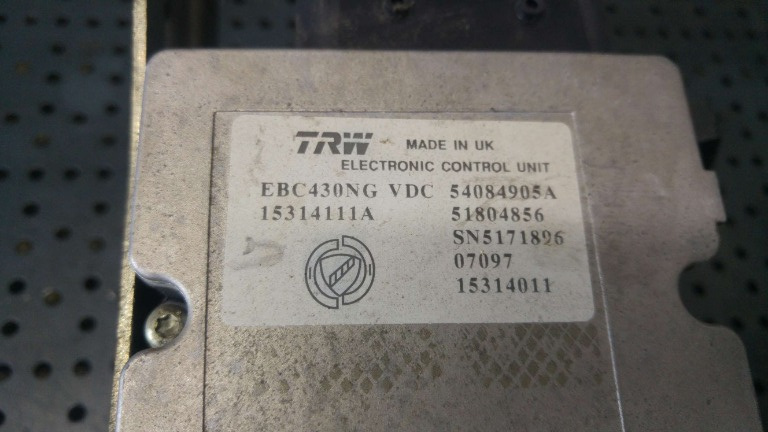 TRW MADE IN UK
ELECTRONIC CONTROL UNIT
EBC430NG VDC 54084905A
15314111A 51804856
SN5171896
07097
15314011